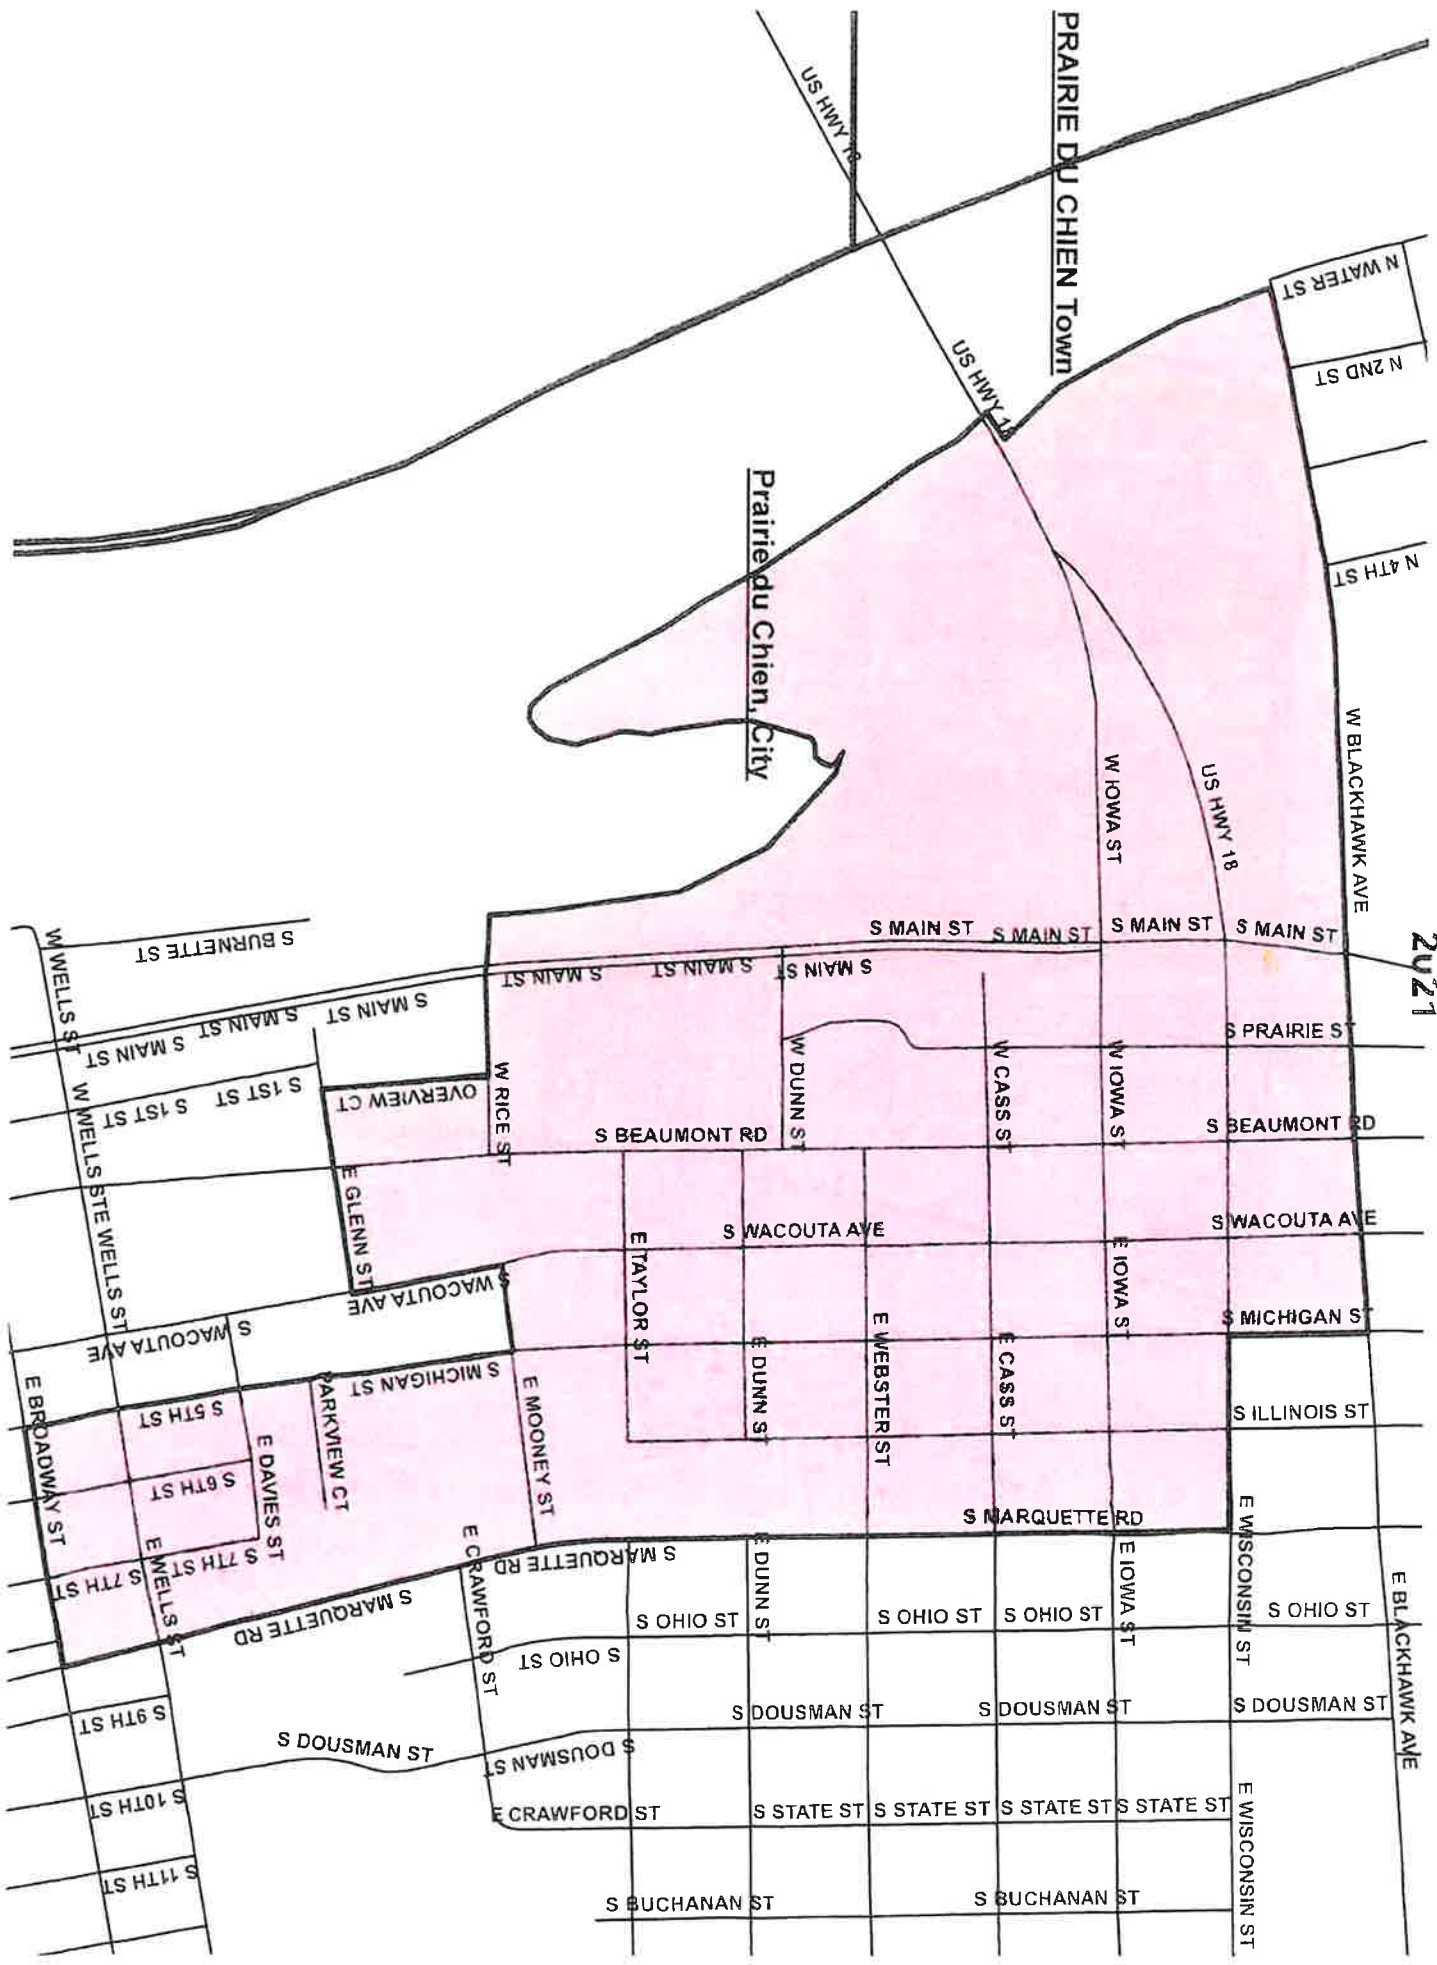 PRAIRIE DU CHIEN Town
US HWY 18
US HWY 18
N WATER ST
N 2ND ST
N 4TH ST
Prairie du Chien, City
W BLACKHAWK AVE
W IOWA ST
US HWY 18
2021
S MAIN ST
S MAIN ST
S MAIN ST
S MAIN ST
S BURNETTE ST
W WELLS ST
S MAIN ST
S MAIN ST
S MAIN ST
S MAIN ST
S MAIN ST
S MAIN ST
S MAIN ST
S PRAIRIE ST
S 1ST ST
S 1ST ST
S 1ST ST
OVERVIEW CT
W RICE ST
W DUNN ST
W CASS ST
W IOWA ST
W WELLS ST
S BEAUMONT RD
S BEAUMONT RD
E WELLS ST
E GLENN ST
S WACOUTA AVE
S WACOUTA AVE
S WACOUTA AVE
S WACOUTA AVE
E TAYLOR ST
E IOWA ST
S MICHIGAN ST
E BROADWAY ST
S 5TH ST
S MICHIGAN ST
PARKVIEW CT
E MOONEY ST
E DUNN ST
E WEBSTER ST
E CASS ST
S ILLINOIS ST
S 6TH ST
E DAVIES ST
S MARQUETTE RD
E WISCONSIN ST
S 7TH ST
S 7TH ST
E WELLS ST
S MARQUETTE RD
S MARQUETTE RD
E CRAWFORD ST
E DUNN ST
E IOWA ST
E BLACKHAWK AVE
S OHIO ST
S OHIO ST
S OHIO ST
S OHIO ST
S OHIO ST
S 9TH ST
S DOUSMAN ST
S DOUSMAN ST
S DOUSMAN ST
S DOUSMAN ST
S DOUSMAN ST
S 10TH ST
E CRAWFORD ST
S STATE ST
S STATE ST
S STATE ST
S STATE ST
E WISCONSIN ST
S 11TH ST
S BUCHANAN ST
S BUCHANAN ST